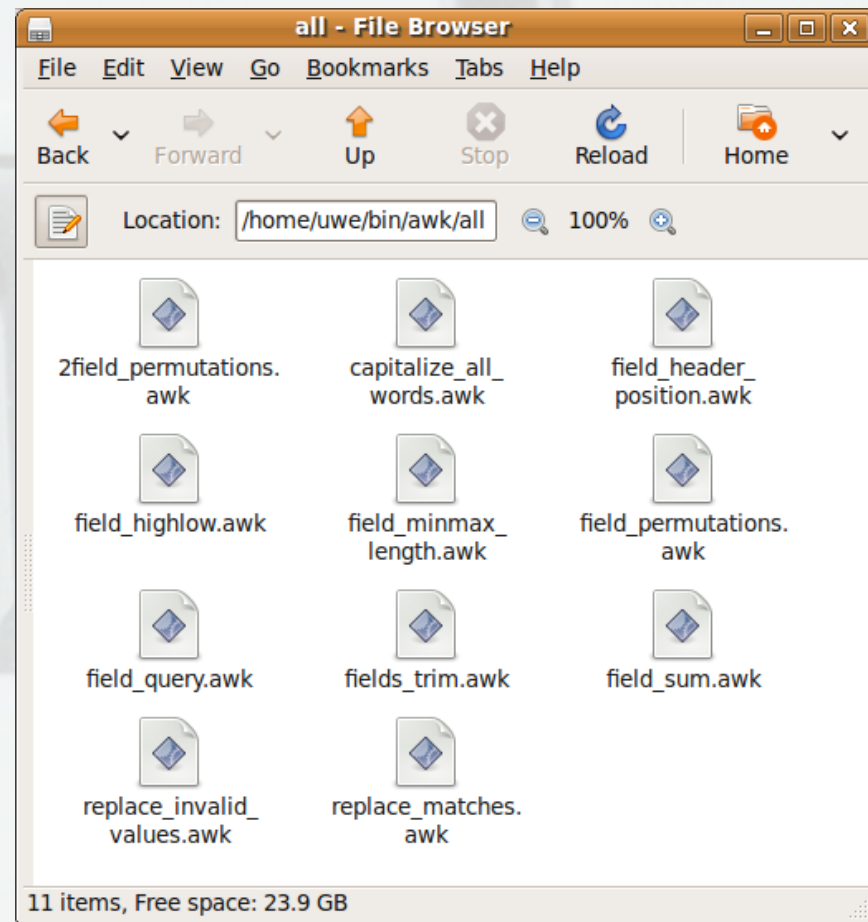 all - File Browser
File Edit View Go Bookmarks Tabs Help
Back Forward Up Stop Reload Home
Location: /home/uwe/bin/awk/all 100%
2field_permutations.
awk
capitalize_all_
words.awk
field_header_
position.awk
field_highlow.awk
field_minmax_
length.awk
field_permutations.
awk
field_query.awk
fields_trim.awk
field_sum.awk
replace_invalid_
values.awk
replace_matches.
awk
11 items, Free space: 23.9 GB